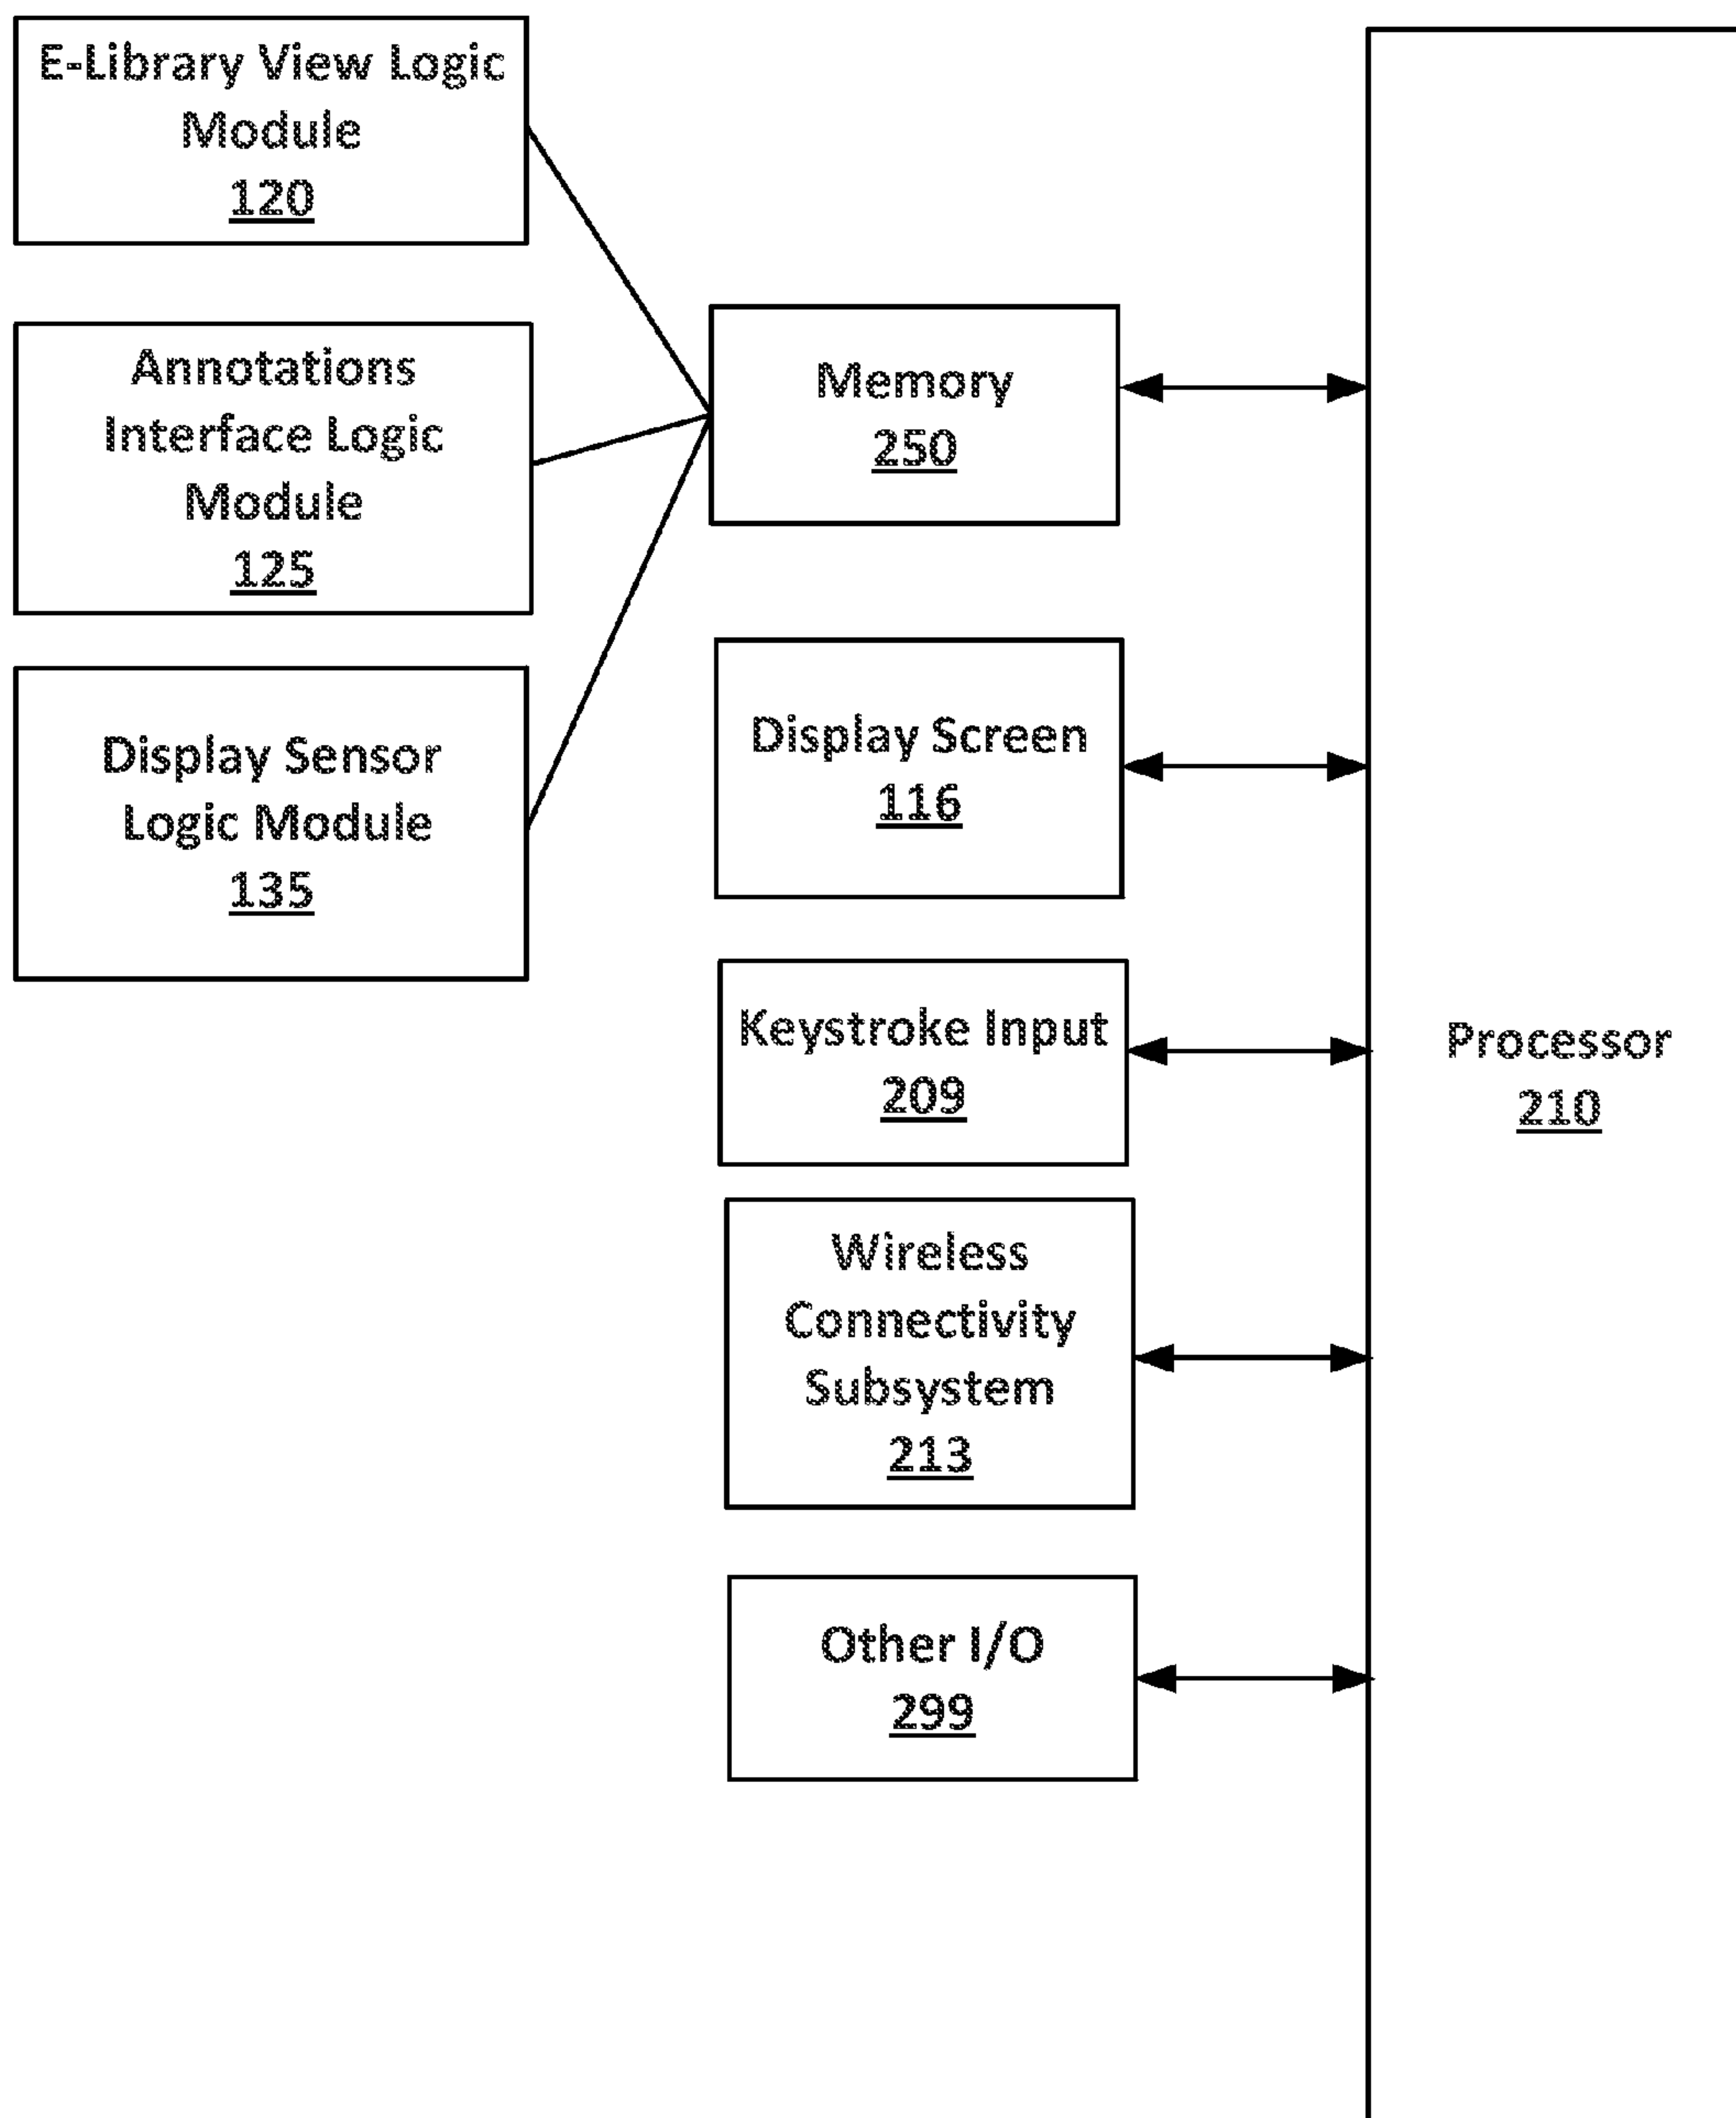 E-Library View Logic
Module
120
Annotations
Interface Logic
Module
125
Display Sensor
Logic Module
135
Memory
250
Display Screen
116
Keystroke Input
209
Wireless
Connectivity
Subsystem
213
Other I/O
299
Processor
210